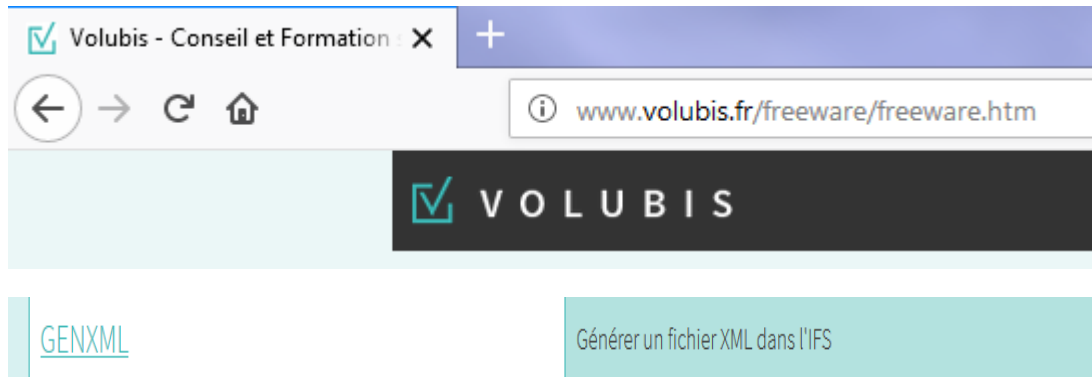 Volubis - Conseil et Formation
www.volubis.fr/freeware/freeware.htm
VOLUBIS
GENXML Générer un fichier XML dans l'IFS